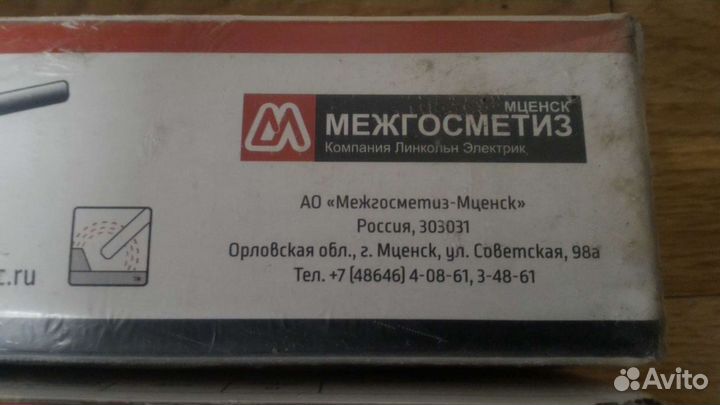 МЦЕНСК
МЕЖГОСМЕТИЗ
Компания Линкольн Электрик
АО «Межгосметиз-Мценск»
Россия, 303031
Орловская обл., г. Мценск, ул. Советская, 98а
Тел. +7 (48646) 4-08-61, 3-48-61
c.ru
Avito